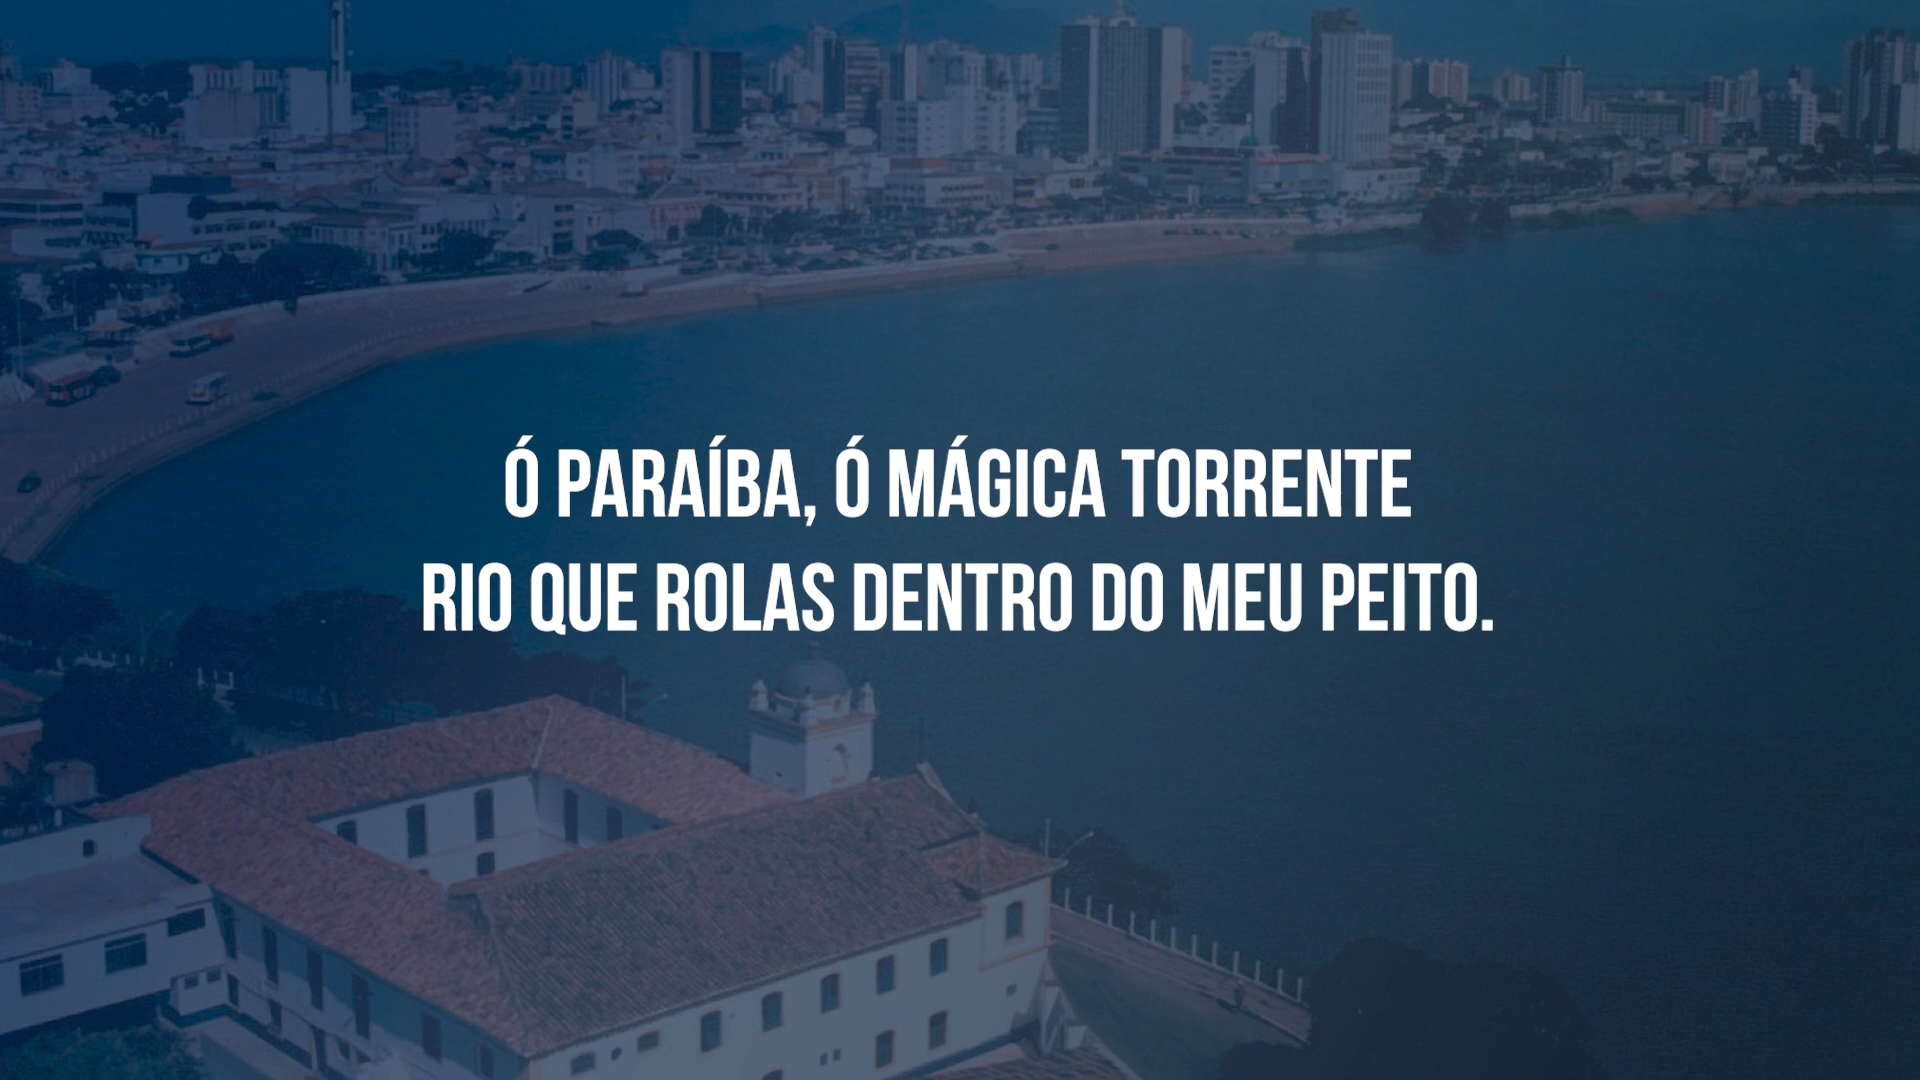 Ó PARAÍBA, Ó MÁGICA TORRENTE
RIO QUE ROLAS DENTRO DO MEU PEITO.